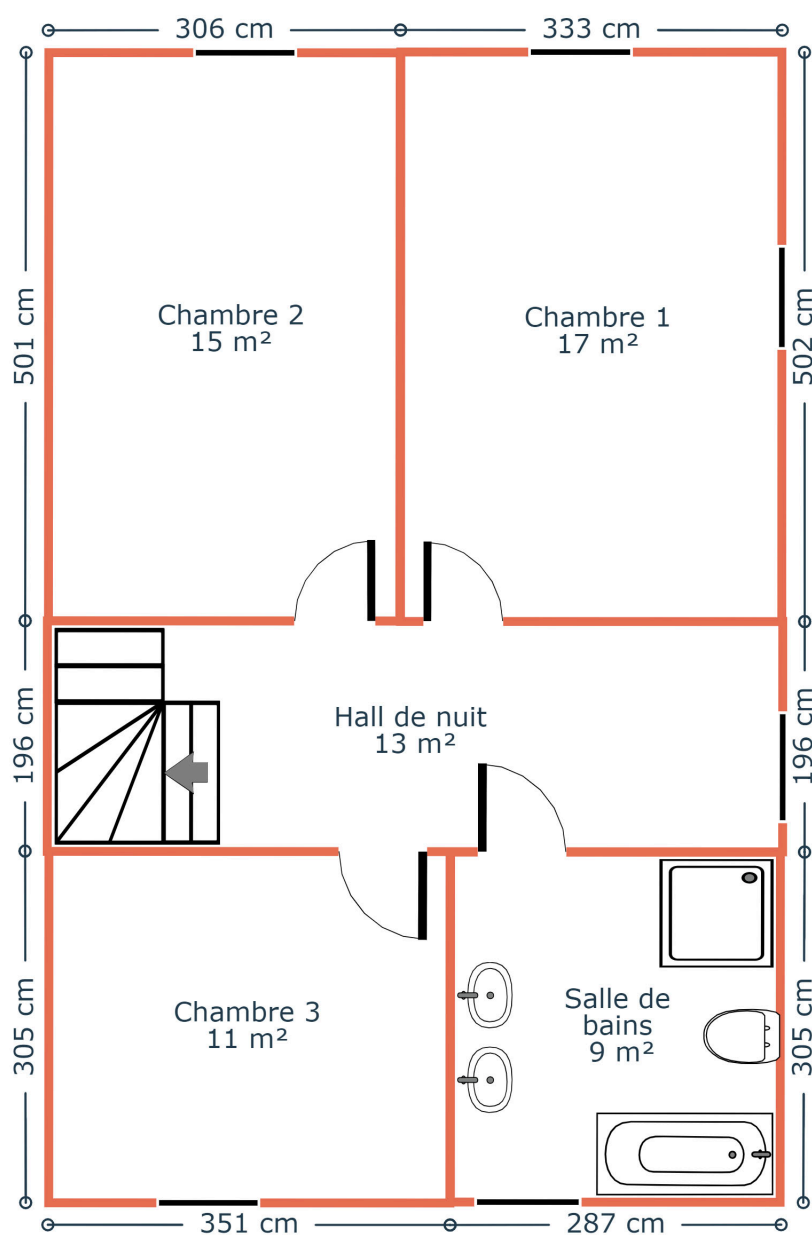 306 cm
333 cm
501 cm
502 cm
Chambre 2
15 m²
Chambre 1
17 m²
196 cm
196 cm
Hall de nuit
13 m²
305 cm
305 cm
Chambre 3
11 m²
Salle de
bains
9 m²
351 cm
287 cm